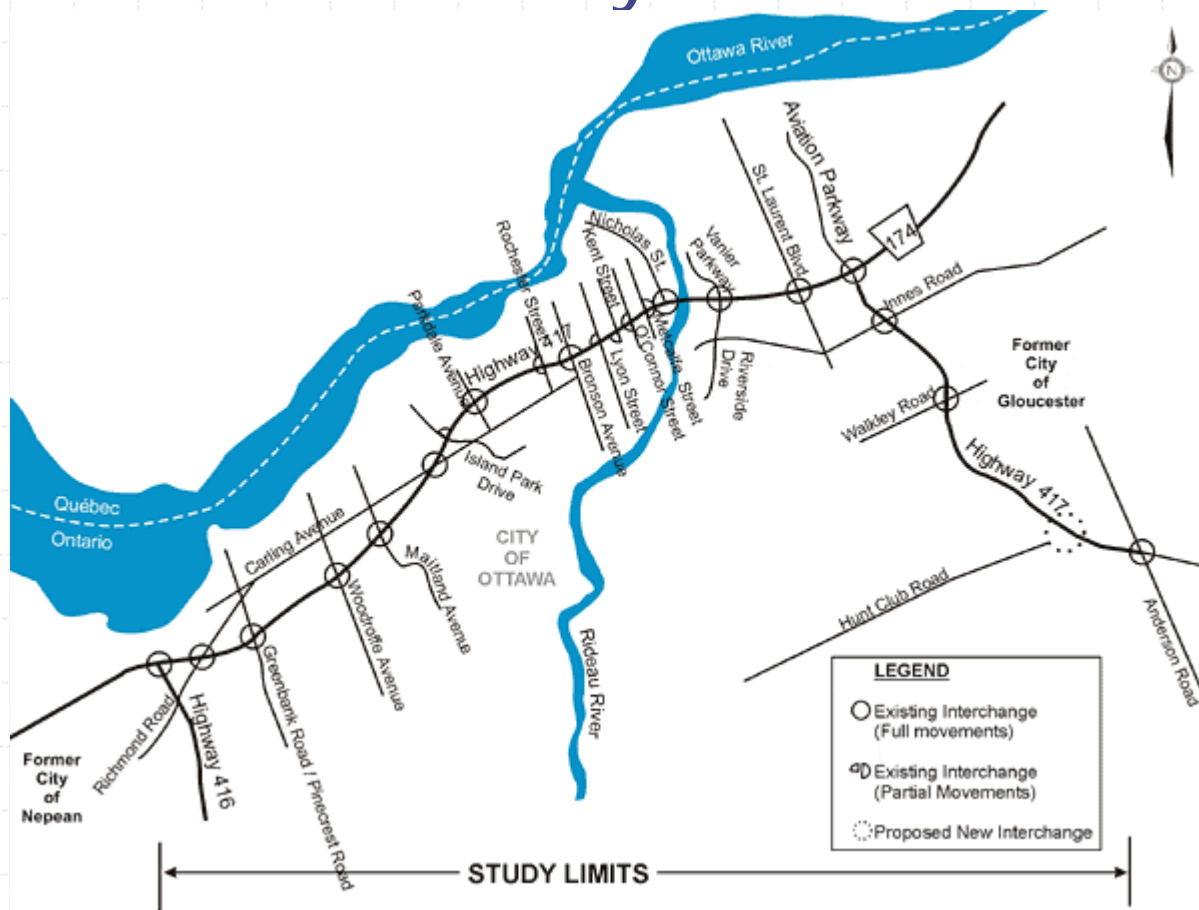 y
Ottawa River
N
Aviation Parkway
St. Laurent Blvd.
174
Nicholas St.
Vanier
Parkway
Kent Street
Rochester Street
Innes Road
Parkdale Avenue
Highway 417
Metcalfe Street
O'Connor Street
Lyon Street
Bronson Avenue
Riverside
Drive
Former
City
of
Gloucester
Walkley Road
Highway 417
Island Park
Drive
Québec
Ontario
Carling Avenue
CITY
OF
OTTAWA
Maitland Avenue
Woodroffe Avenue
Hunt Club Road
Anderson Road
Rideau River
Greenbank Road / Pinecrest Road
Richmond Road
Highway 416
Former
City
of
Nepean
LEGEND
Existing Interchange
(Full movements)
Existing Interchange
(Partial Movements)
Proposed New Interchange
STUDY LIMITS